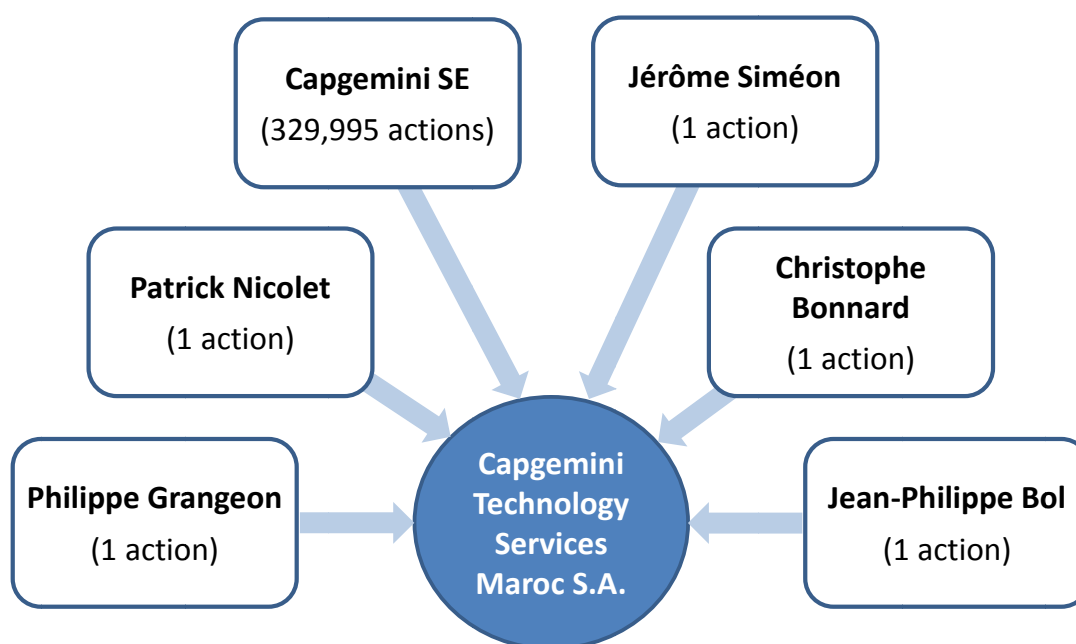 Capgemini SE
(329,995 actions)
Jérôme Siméon
(1 action)
Patrick Nicolet
(1 action)
Christophe
Bonnard
(1 action)
Philippe Grangeon
(1 action)
Capgemini
Technology
Services
Maroc S.A.
Jean-Philippe Bol
(1 action)